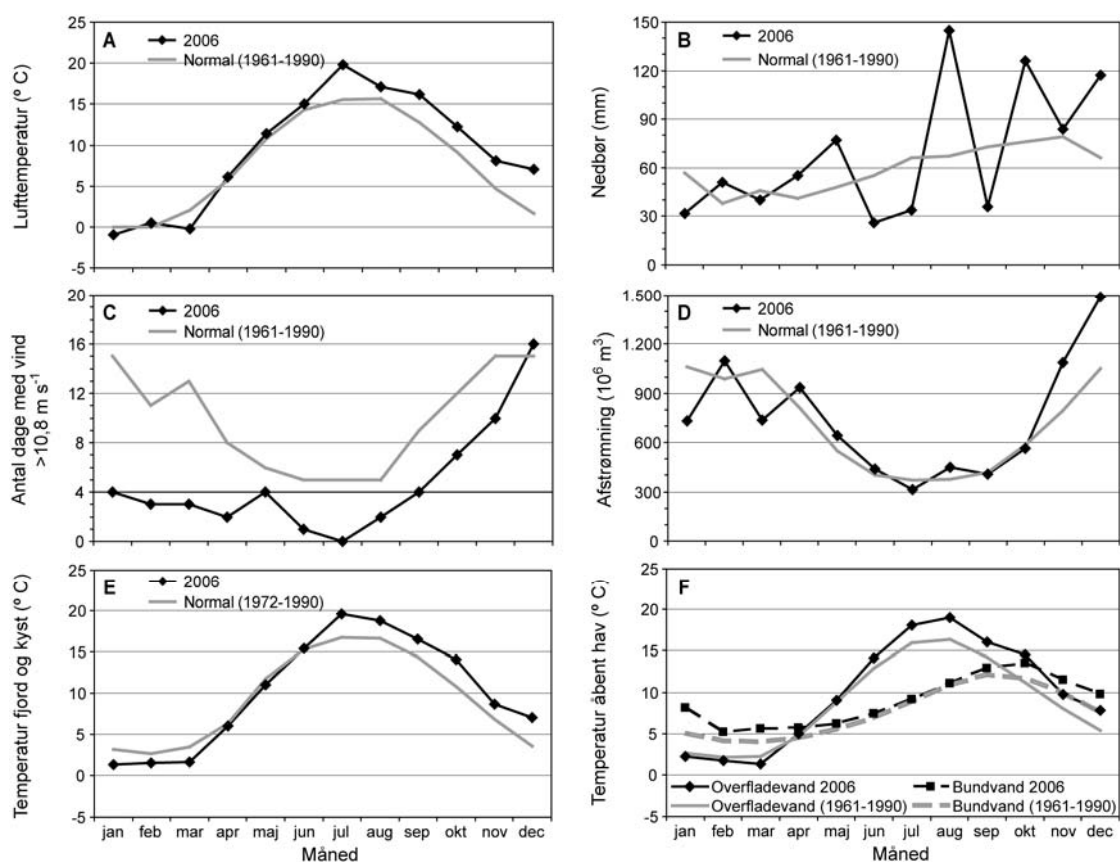 A
2006
Normal (1961-1990)
Lufttemperatur (º C)
25
20
15
10
5
0
-5
B
2006
Normal (1961-1990)
Nedbør (mm)
150
120
90
60
30
0
C
2006
Normal (1961-1990)
Antal dage med vind
>10,8 m s⁻¹
20
16
12
8
4
0
D
2006
Normal (1961-1990)
Afstrømning (10⁶ m³)
1.500
1.200
900
600
300
0
E
2006
Normal (1972-1990)
Temperatur fjord og kyst (º C)
25
20
15
10
5
0
-5
jan feb mar apr maj jun jul aug sep okt nov dec
Måned
F
Temperatur åbent hav (º C)
25
20
15
10
5
0
-5
Overfladevand 2006 Bundvand 2006
Overfladevand (1961-1990) Bundvand (1961-1990)
jan feb mar apr maj jun jul aug sep okt nov dec
Måned